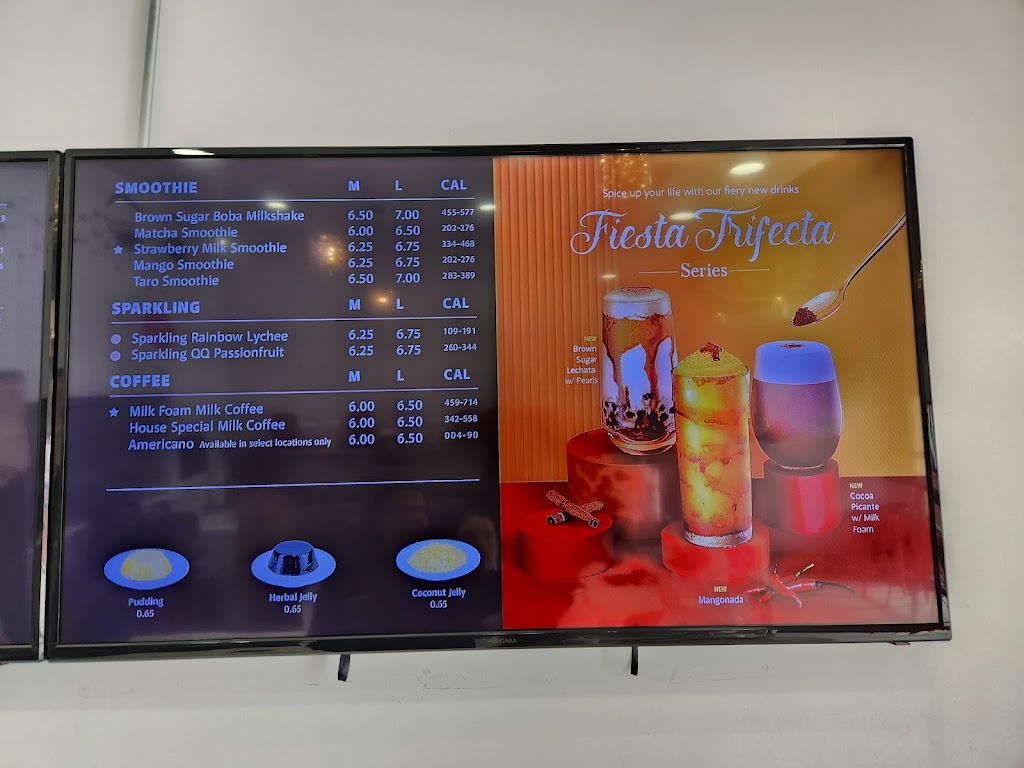 SMOOTHIE M L CAL
Brown Sugar Boba Milkshake 6.50 7.00 455-577
Matcha Smoothie 6.00 6.50 202-276
Strawberry Milk Smoothie 6.25 6.75 334-468
Mango Smoothie 6.25 6.75 202-276
Taro Smoothie 6.50 7.00 283-389
SPARKLING M L CAL
Sparkling Rainbow Lychee 6.25 6.75 109-191
Sparkling QQ Passionfruit 6.25 6.75 260-344
COFFEE M L CAL
Milk Foam Milk Coffee 6.00 6.50 459-714
House Special Milk Coffee 6.00 6.50 342-558
Americano Available in select locations only 6.00 6.50 004-90
Pudding
0.65
Herbal Jelly
0.65
Coconut Jelly
0.65
Spice up your life with our fiery new drinks
Fiesta Trifecta
Series
NEW
Brown
Sugar
Lechata
w/ Pearls
NEW
Mangonada
NEW
Cocoa
Picante
w/ Milk
Foam
INSIGNIA